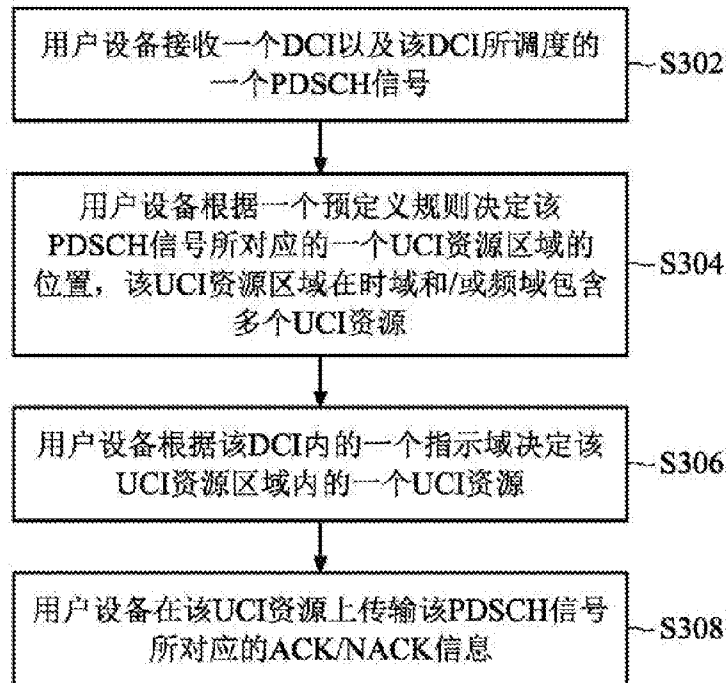 用户设备接收一个DCI以及该DCI所调度的
一个PDSCH信号
S302
用户设备根据一个预定义规则决定该
PDSCH信号所对应的一个UCI资源区域的
位置，该UCI资源区域在时域和/或频域包含
多个UCI资源
S304
用户设备根据该DCI内的一个指示域决定该
UCI资源区域内的一个UCI资源
S306
用户设备在该UCI资源上传输该PDSCH信号
所对应的ACK/NACK信息
S308